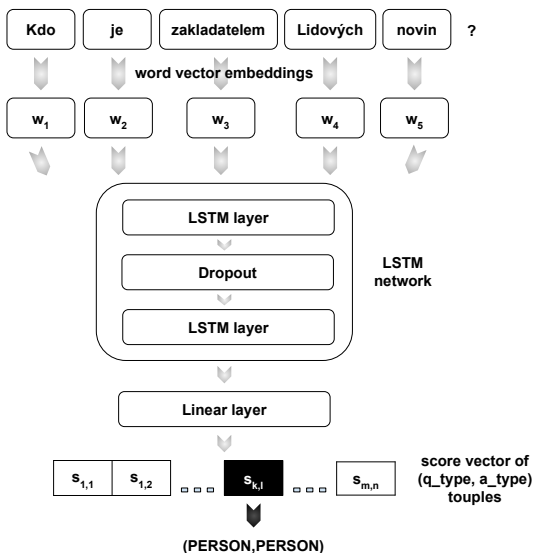 Kdo je zakladatelem Lidových novin ?
word vector embeddings
w1 w2 w3 w4 w5
LSTM layer
Dropout
LSTM layer
LSTM
network
Linear layer
s1,1 s1,2 sk,l sm,n
score vector of
(q_type, a_type)
touples
(PERSON,PERSON)